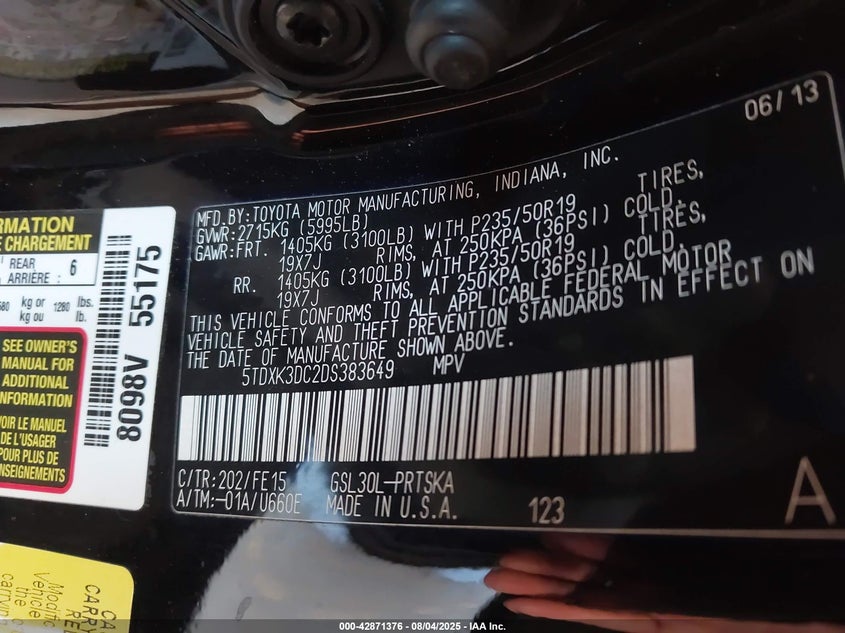 06/13
MFD.BY:TOYOTA MOTOR MANUFACTURING, INDIANA, INC.
GVWR:2715KG (5995LB)
GAWR:FRT. 1405KG (3100LB) WITH P235/50R19 TIRES,
19X7J RIMS, AT 250KPA (36PSI) COLD.
RR. 1405KG (3100LB) WITH P235/50R19 TIRES,
19X7J RIMS, AT 250KPA (36PSI) COLD.
THIS VEHICLE CONFORMS TO ALL APPLICABLE FEDERAL MOTOR
VEHICLE SAFETY AND THEFT PREVENTION STANDARDS IN EFFECT ON
THE DATE OF MANUFACTURE SHOWN ABOVE.
5TDXK3DC2DS383649 MPV
C/TR:202/FE15 GSL30L-PRTSKA
A/TM:-01A/U660E MADE IN U.S.A.
123
A
CHARGEMENT
REAR
ARRIÈRE : 6
580 kg or 1280 lbs.
kg ou lb.
SEE OWNER'S
MANUAL FOR
ADDITIONAL
INFORMATION
VOIR LE MANUEL
DE L'USAGER
POUR PLUS DE
8098V 55175
000-42871376 - 08/04/2025 - IAA Inc.